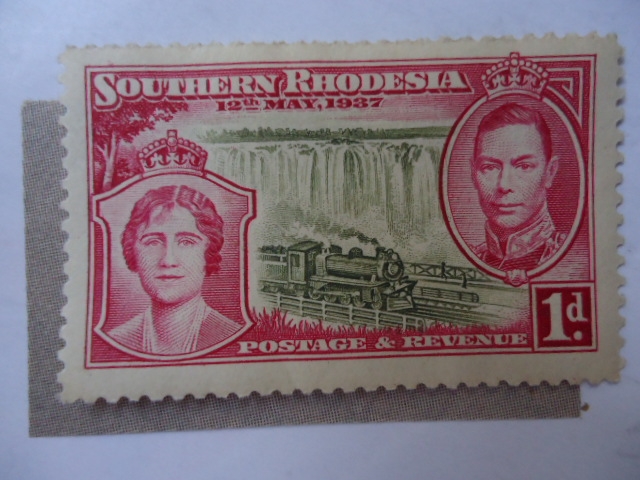 SOUTHERN RHODESIA
12th MAY, 1937
1d.
POSTAGE & REVENUE